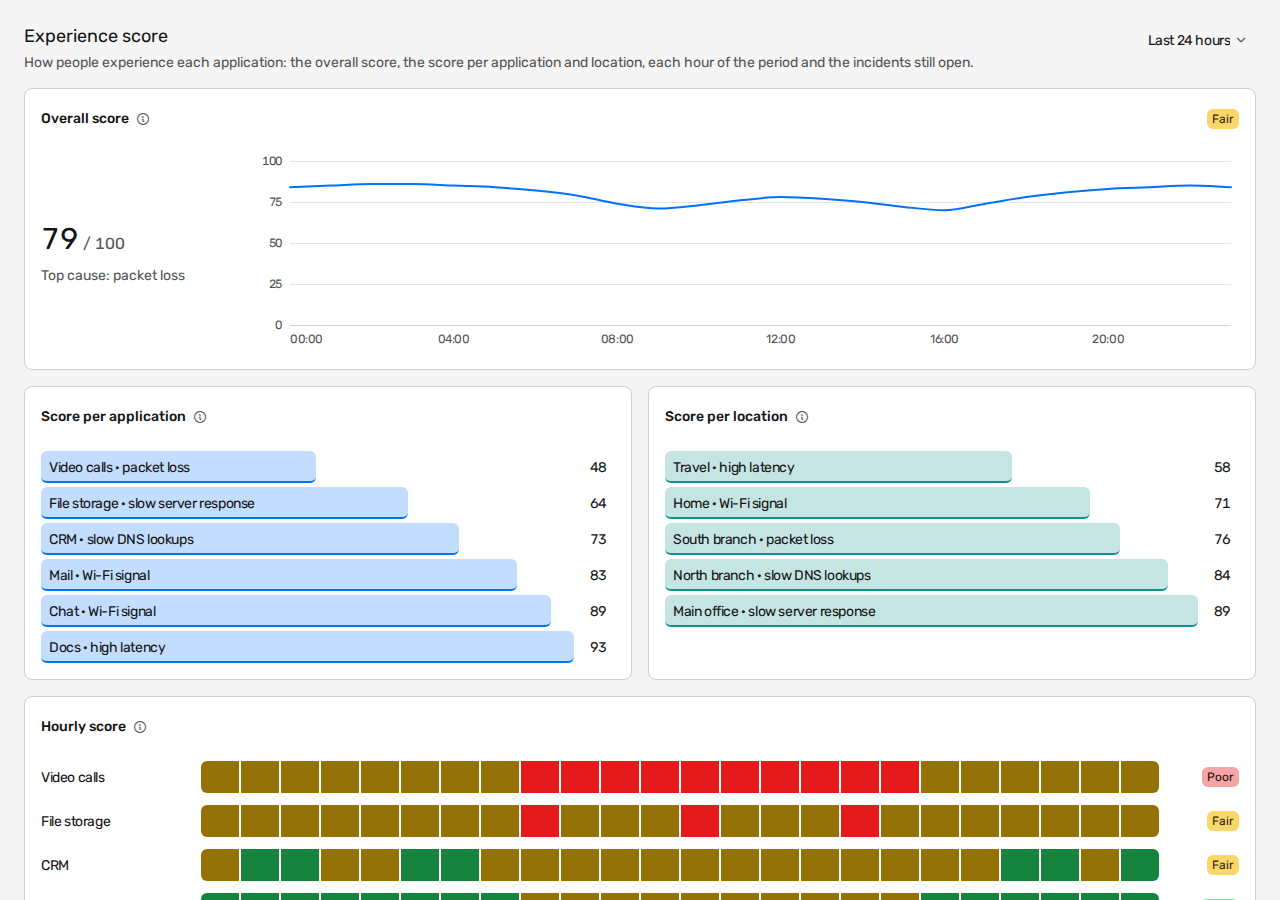 Experience score
Last 24 hours
How people experience each application: the overall score, the score per application and location, each hour of the period and the incidents still open.
Overall score
Fair
100
75
50
25
0
79 / 100
Top cause: packet loss
00:00 04:00 08:00 12:00 16:00 20:00
Score per application
Video calls • packet loss 48
File storage • slow server response 64
CRM • slow DNS lookups 73
Mail • Wi-Fi signal 83
Chat • Wi-Fi signal 89
Docs • high latency 93
Score per location
Travel • high latency 58
Home • Wi-Fi signal 71
South branch • packet loss 76
North branch • slow DNS lookups 84
Main office • slow server response 89
Hourly score
Video calls Poor
File storage Fair
CRM Fair